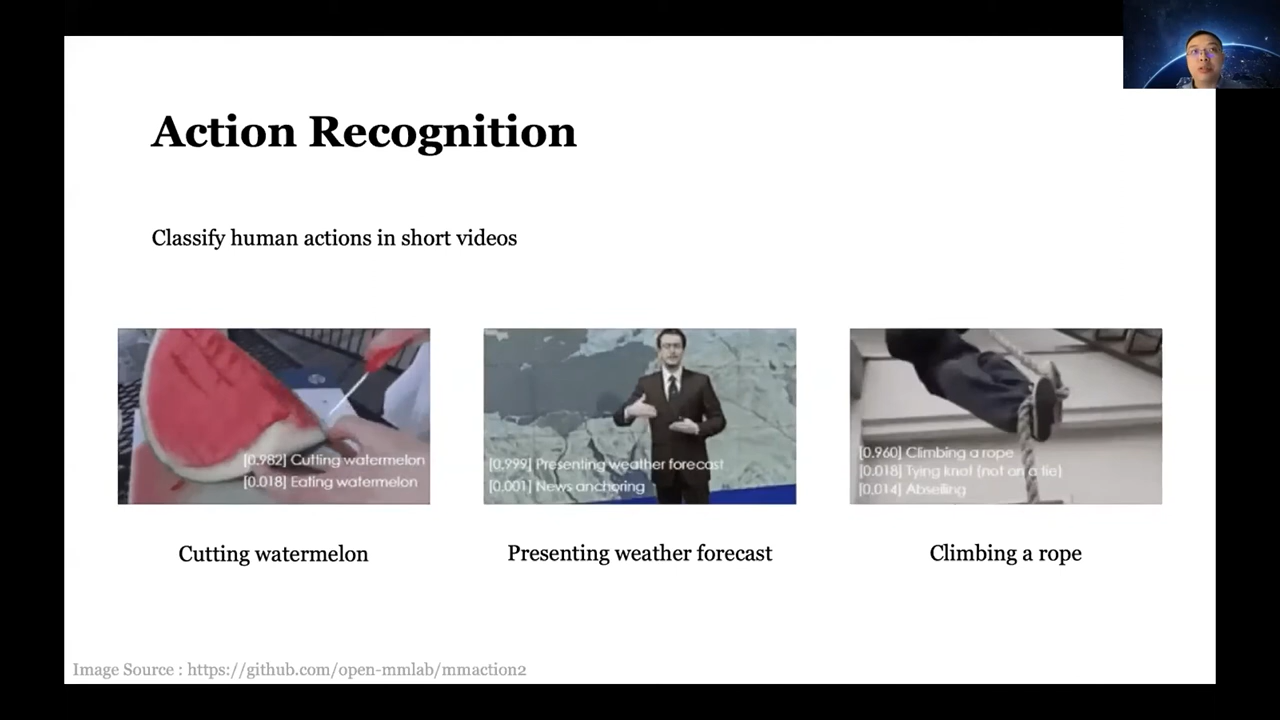 Action Recognition
Classify human actions in short videos
[0.982] Cutting watermelon
[0.018] Eating watermelon
[0.999] Presenting weather forecast
[0.001] News anchoring
[0.960] Climbing a rope
[0.018] Tying knot (not on a tie)
[0.014] Abseiling
Cutting watermelon
Presenting weather forecast
Climbing a rope
Image Source : https://github.com/open-mmlab/mmaction2